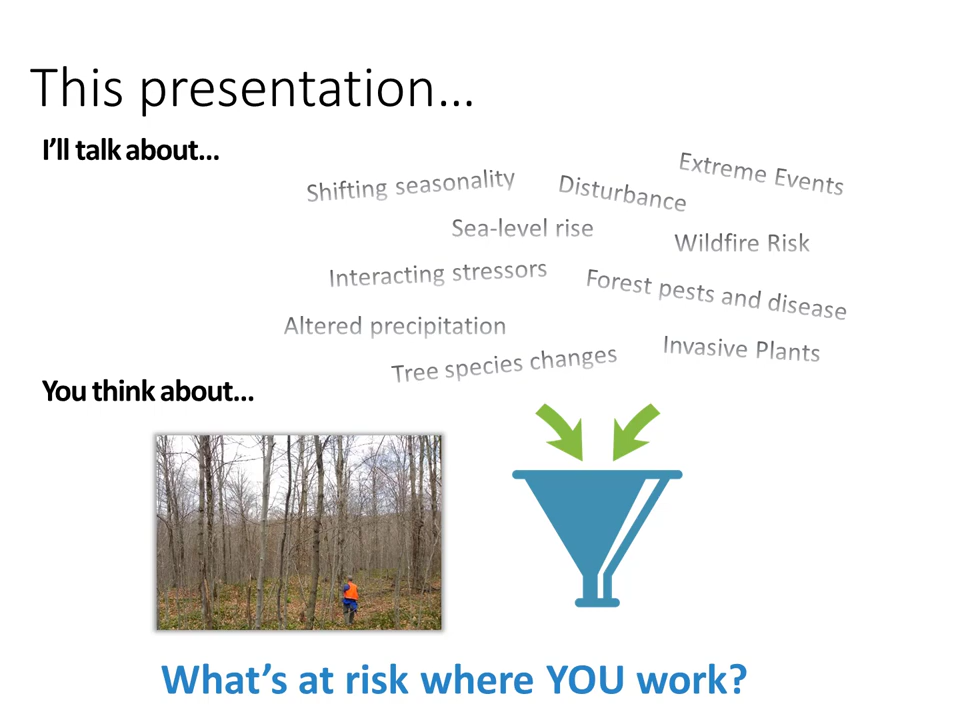 This presentation...
I'll talk about...
Extreme Events
Shifting seasonality
Disturbance
Sea-level rise
Wildfire Risk
Interacting stressors
Forest pests and disease
Altered precipitation
Invasive Plants
Tree species changes
You think about...
What's at risk where YOU work?